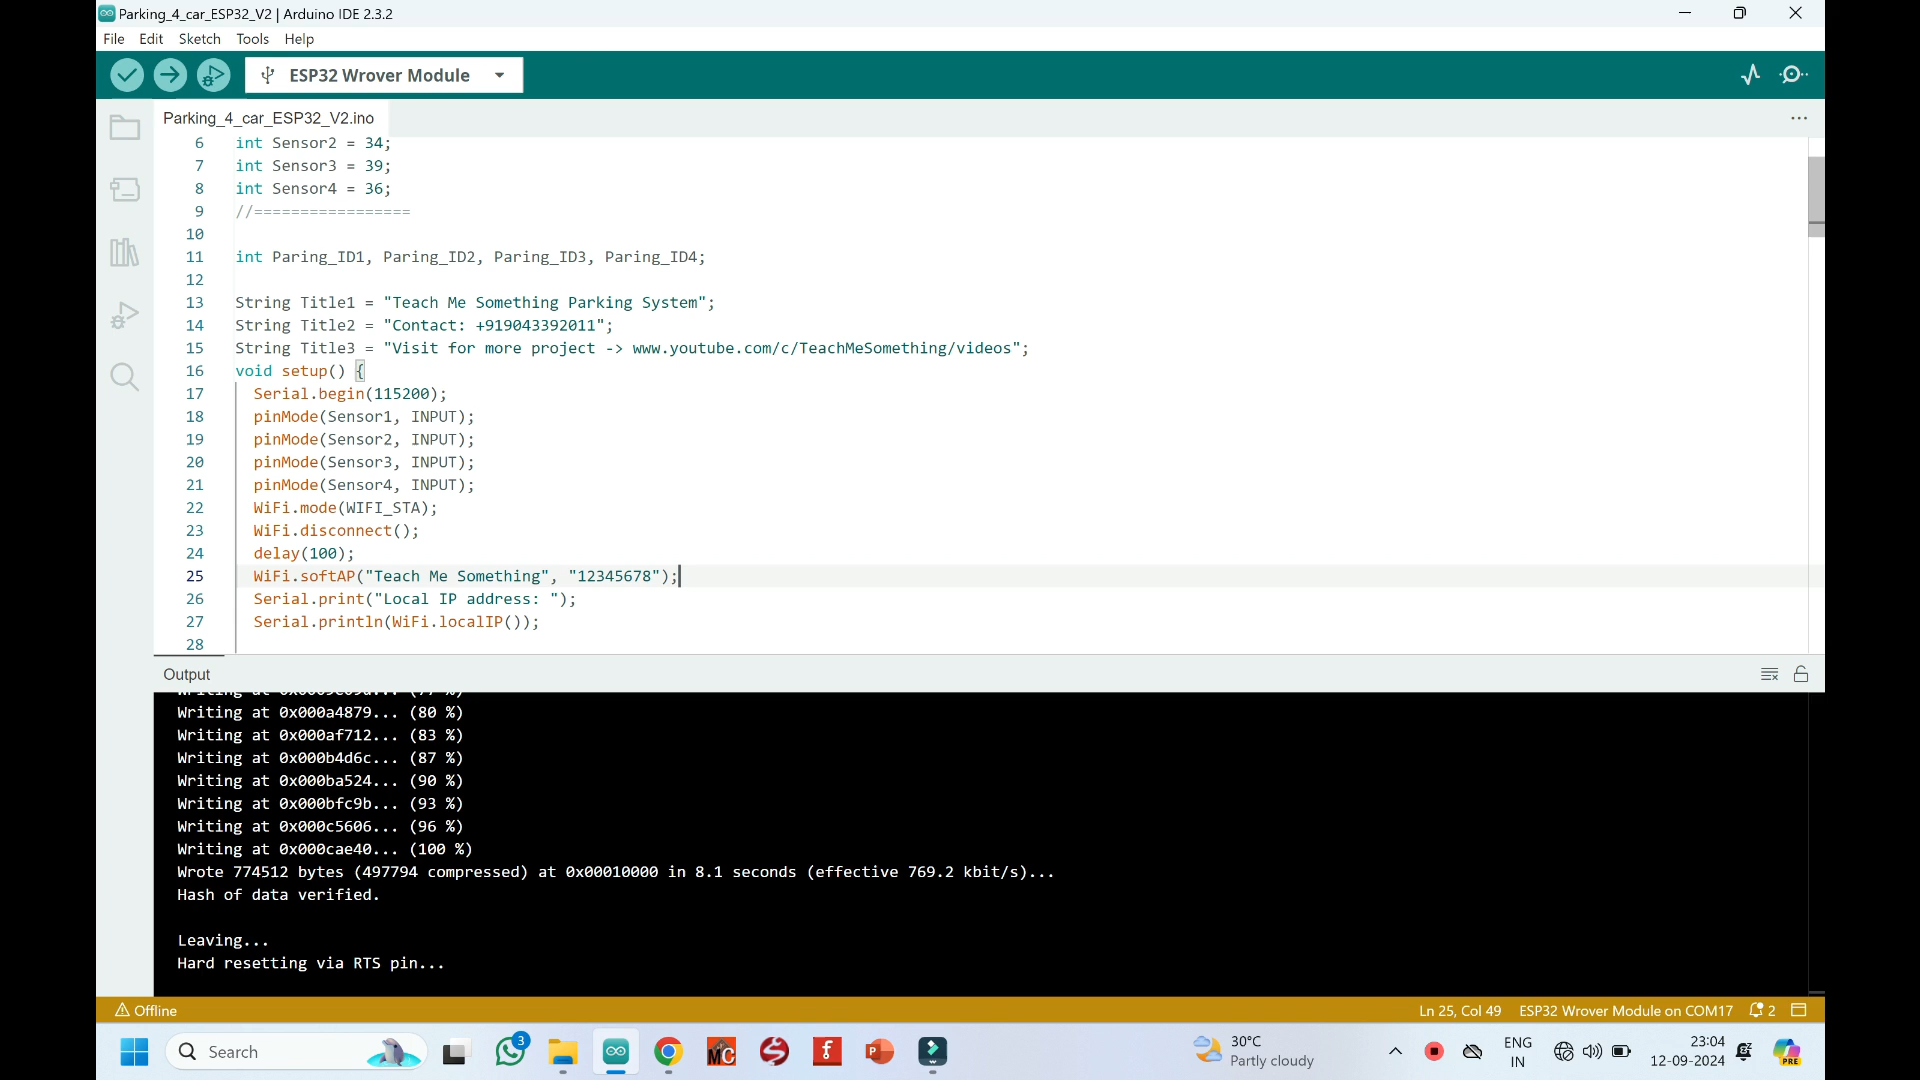 Parking_4_car_ESP32_V2 | Arduino IDE 2.3.2
File Edit Sketch Tools Help
ESP32 Wrover Module
Parking_4_car_ESP32_V2.ino
6 int Sensor2 = 34;
7 int Sensor3 = 39;
8 int Sensor4 = 36;
9 //=================
10
11 int Paring_ID1, Paring_ID2, Paring_ID3, Paring_ID4;
12
13 String Title1 = "Teach Me Something Parking System";
14 String Title2 = "Contact: +919043392011";
15 String Title3 = "Visit for more project -> www.youtube.com/c/TeachMeSomething/videos";
16 void setup() {
17 Serial.begin(115200);
18 pinMode(Sensor1, INPUT);
19 pinMode(Sensor2, INPUT);
20 pinMode(Sensor3, INPUT);
21 pinMode(Sensor4, INPUT);
22 WiFi.mode(WIFI_STA);
23 WiFi.disconnect();
24 delay(100);
25 WiFi.softAP("Teach Me Something", "12345678");
26 Serial.print("Local IP address: ");
27 Serial.println(WiFi.localIP());
28
Output
Writing at
Writing at 0x000a4879... (80 %)
Writing at 0x000af712... (83 %)
Writing at 0x000b4d6c... (87 %)
Writing at 0x000ba524... (90 %)
Writing at 0x000bfc9b... (93 %)
Writing at 0x000c5606... (96 %)
Writing at 0x000cae40... (100 %)
Wrote 774512 bytes (497794 compressed) at 0x00010000 in 8.1 seconds (effective 769.2 kbit/s)...
Hash of data verified.
Leaving...
Hard resetting via RTS pin...
Offline
Ln 25, Col 49 ESP32 Wrover Module on COM17 2
Search
3
MC
f
P
30°C
Partly cloudy
ENG
IN
23:04
12-09-2024
PRE